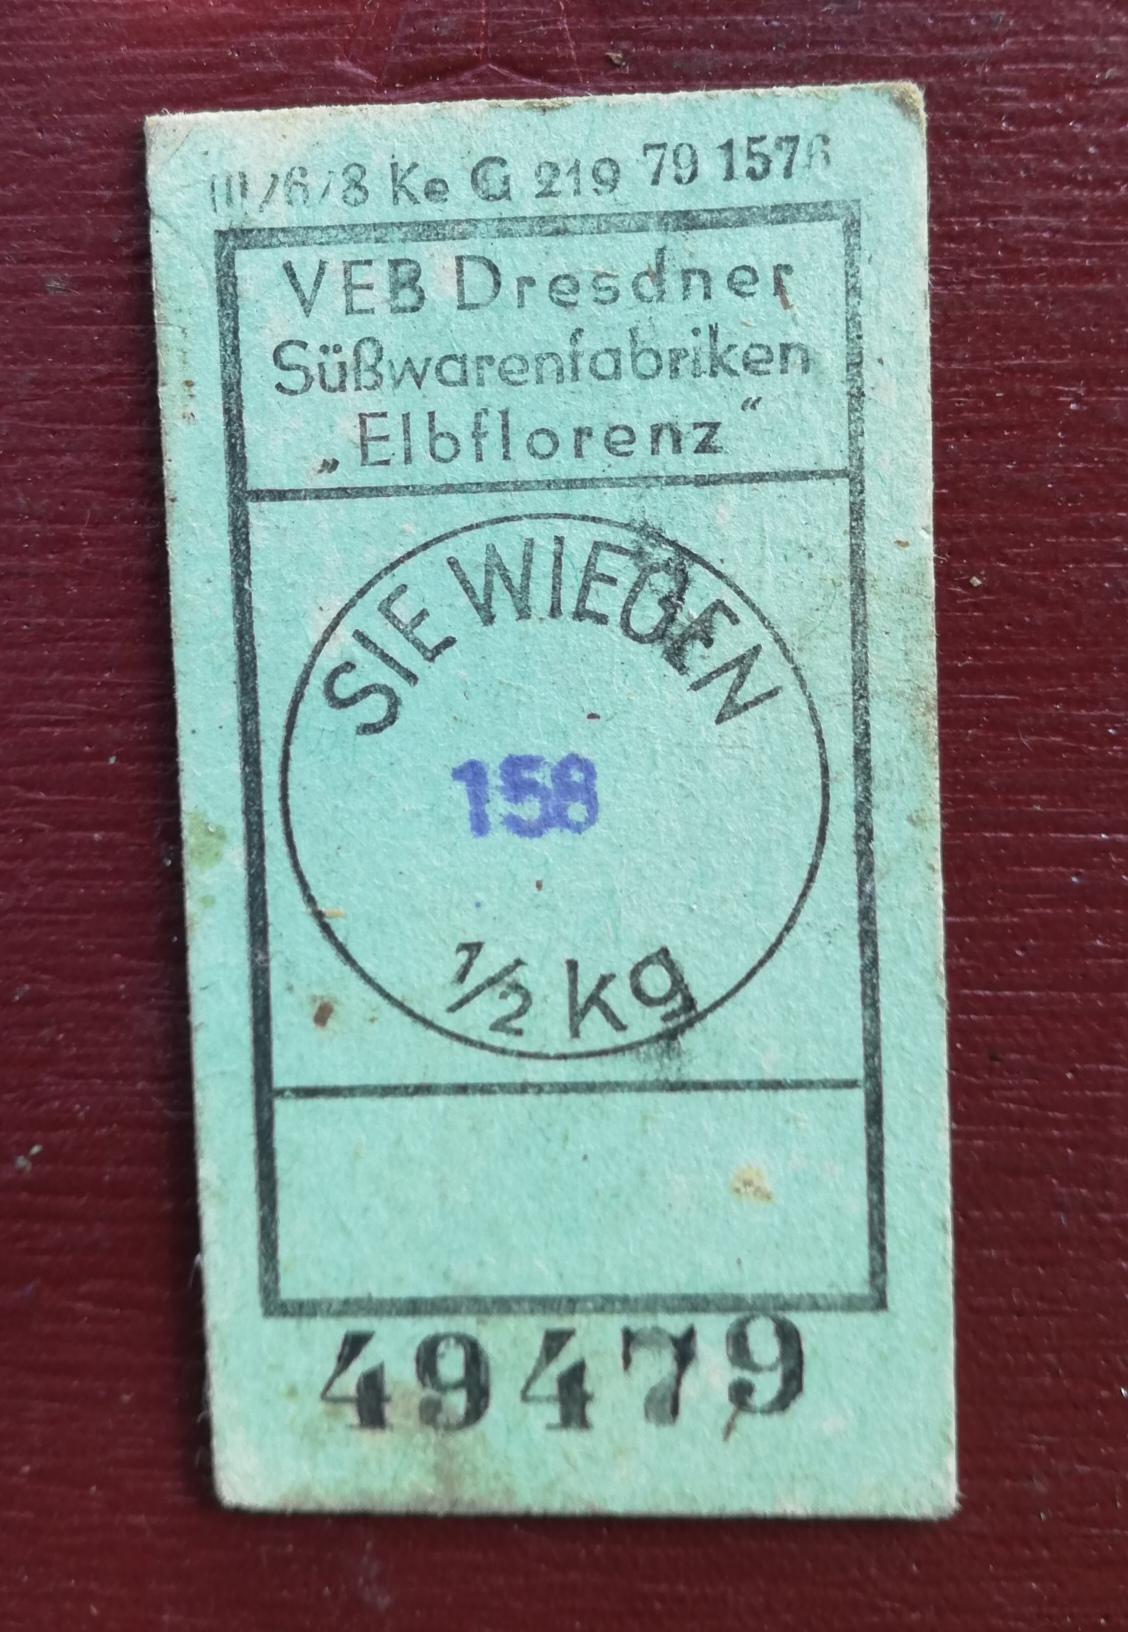 III/6/8 Ke G 219 79 1576
VEB Dresdner
Süßwarenfabriken
„Elbflorenz“
SIE WIEGEN
158
1/2 kg
49479